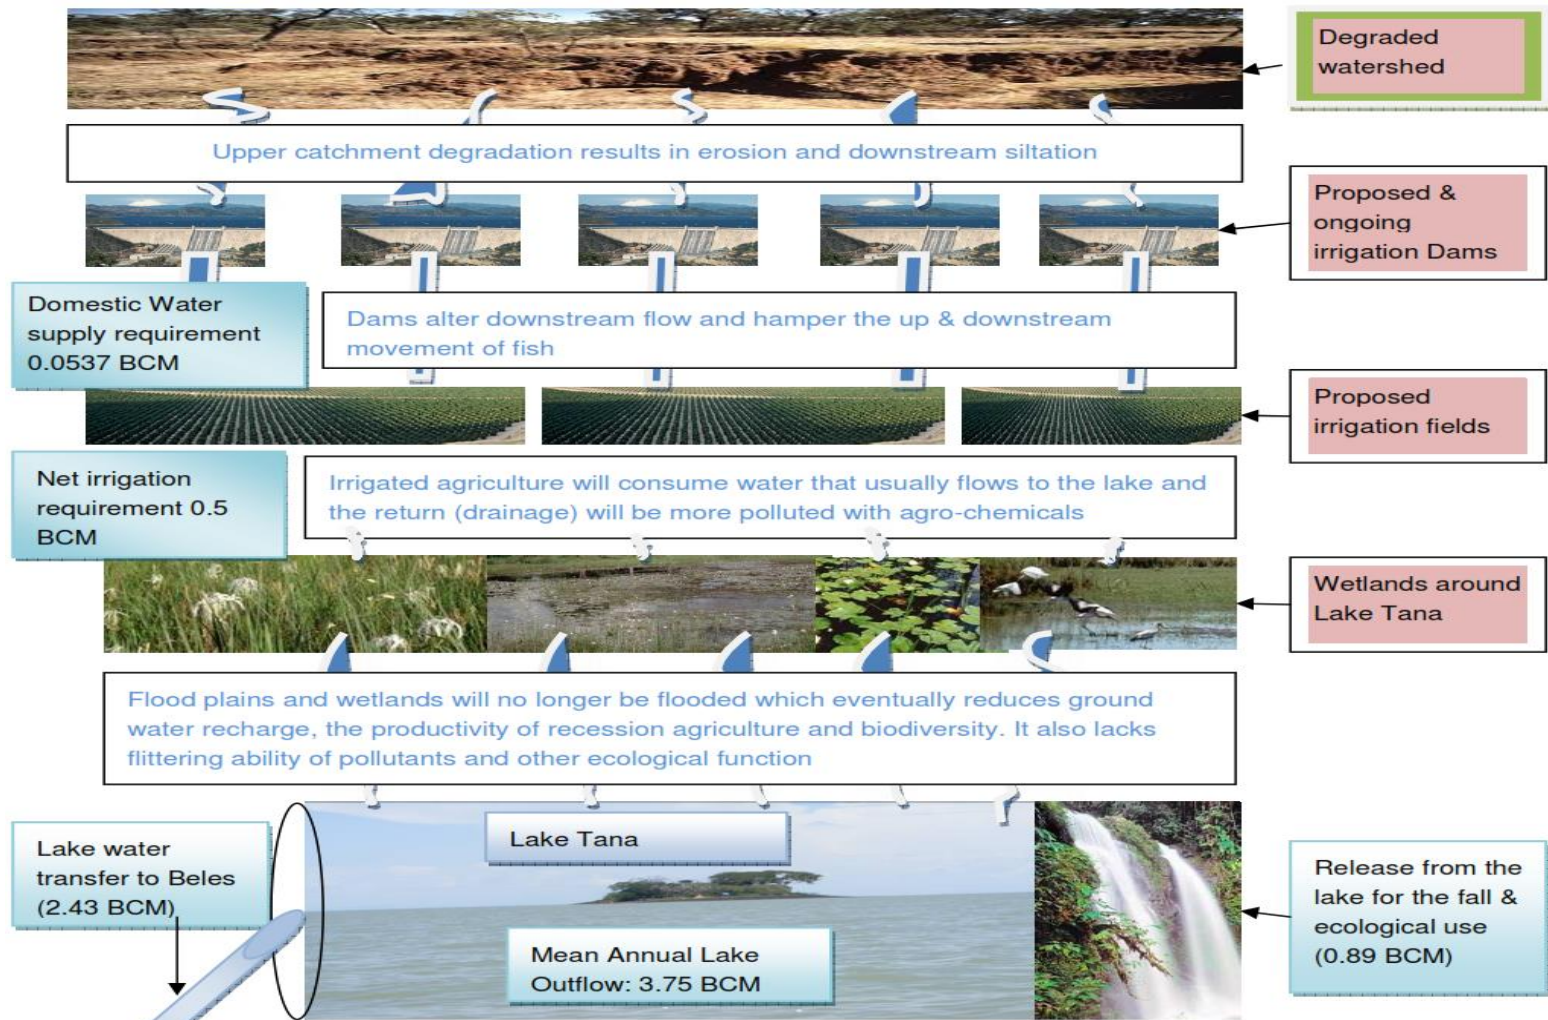 Degraded
watershed
Upper catchment degradation results in erosion and downstream siltation
Proposed &
ongoing
irrigation Dams
Domestic Water
supply requirement
0.0537 BCM
Dams alter downstream flow and hamper the up & downstream
movement of fish
Proposed
irrigation fields
Net irrigation
requirement 0.5
BCM
Irrigated agriculture will consume water that usually flows to the lake and
the return (drainage) will be more polluted with agro-chemicals
Wetlands around
Lake Tana
Flood plains and wetlands will no longer be flooded which eventually reduces ground
water recharge, the productivity of recession agriculture and biodiversity. It also lacks
flittering ability of pollutants and other ecological function
Lake water
transfer to Beles
(2.43 BCM)
Lake Tana
Mean Annual Lake
Outflow: 3.75 BCM
Release from the
lake for the fall &
ecological use
(0.89 BCM)